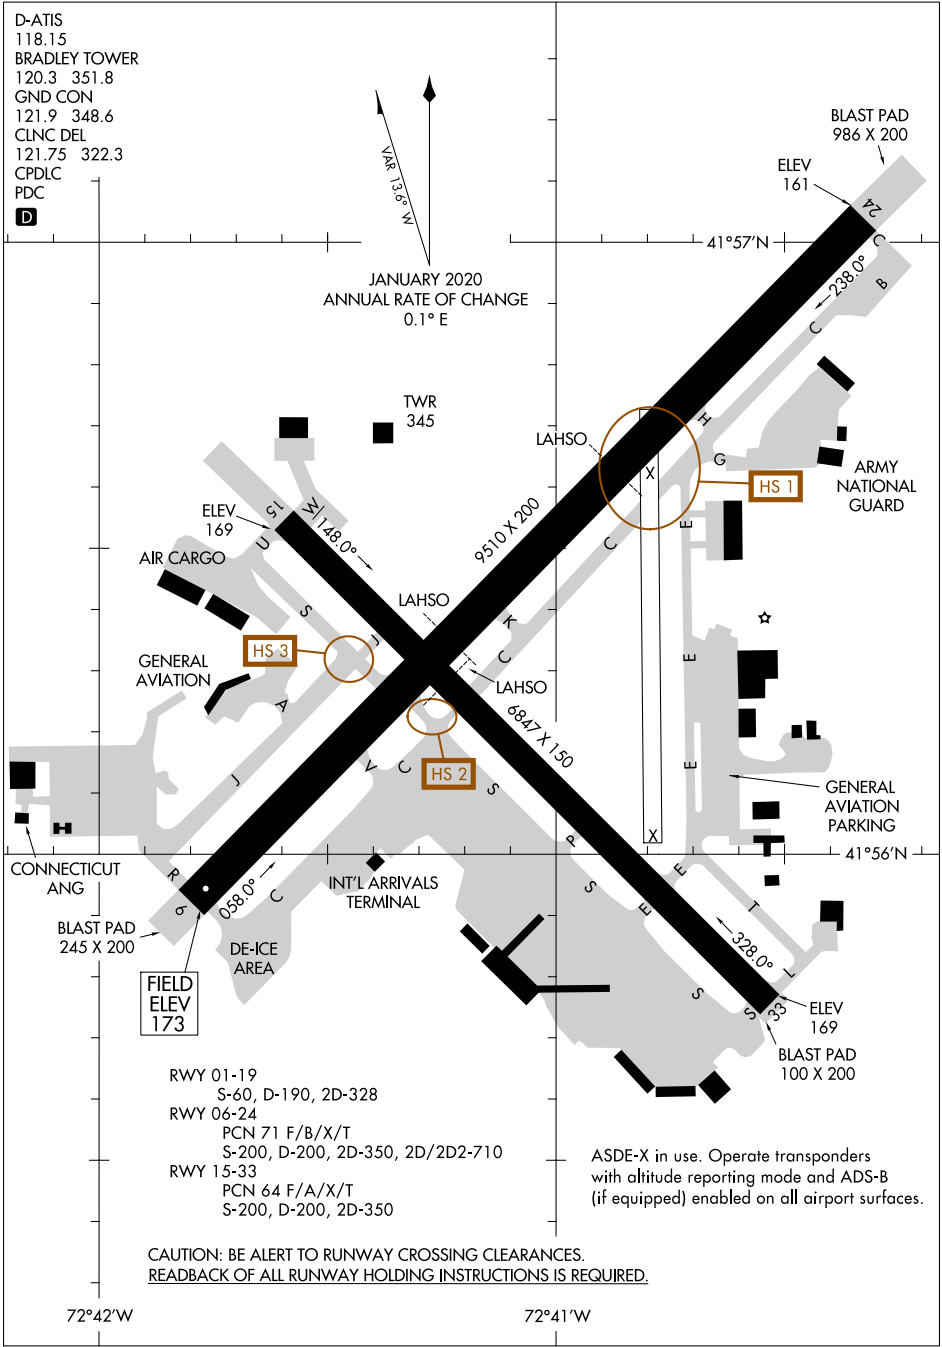 D-ATIS
118.15
BRADLEY TOWER
120.3 351.8
GND CON
121.9 348.6
CLNC DEL
121.75 322.3
CPDLC
PDC
D
VAR 13.6° W
JANUARY 2020
ANNUAL RATE OF CHANGE
0.1° E
BLAST PAD
986 X 200
ELEV
161
24
41°57'N
C
238.0°
B
C
TWR
345
LAHSO
H
G
X
HS 1
ARMY
NATIONAL
GUARD
ELEV
169
15
W
148.0°
U
9510 X 200
C
E
AIR CARGO
S
LAHSO
J
K
C
HS 3
GENERAL
AVIATION
LAHSO
E
A
6847 X 150
V
C
HS 2
S
J
E
GENERAL
AVIATION
PARKING
X
P
41°56'N
CONNECTICUT
ANG
R
6
058.0°
C
INT'L ARRIVALS
TERMINAL
S
E
E
T
BLAST PAD
245 X 200
DE-ICE
AREA
328.0°
L
S
S
33
ELEV
169
FIELD
ELEV
173
BLAST PAD
100 X 200
RWY 01-19
S-60, D-190, 2D-328
RWY 06-24
PCN 71 F/B/X/T
S-200, D-200, 2D-350, 2D/2D2-710
RWY 15-33
PCN 64 F/A/X/T
S-200, D-200, 2D-350
ASDE-X in use. Operate transponders
with altitude reporting mode and ADS-B
(if equipped) enabled on all airport surfaces.
CAUTION: BE ALERT TO RUNWAY CROSSING CLEARANCES.
READBACK OF ALL RUNWAY HOLDING INSTRUCTIONS IS REQUIRED.
72°42'W
72°41'W